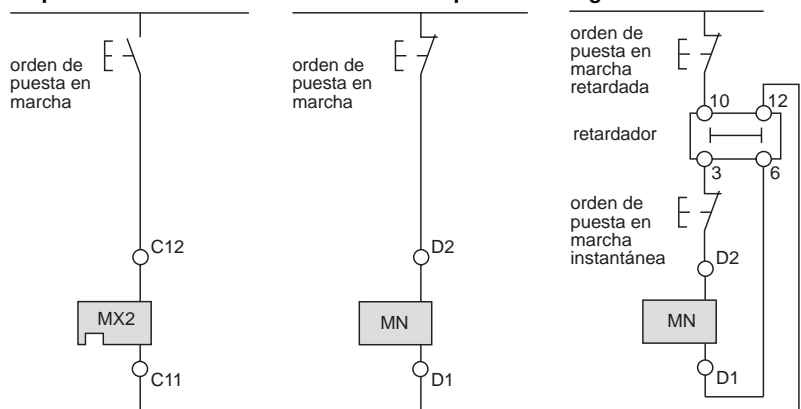 orden de
puesta en
marcha
C12
MX2
C11
orden de
puesta en
marcha
D2
MN
D1
orden de
puesta en
marcha
retardada
10
12
retardador
3
6
orden de
puesta en
marcha
instantánea
D2
MN
D1